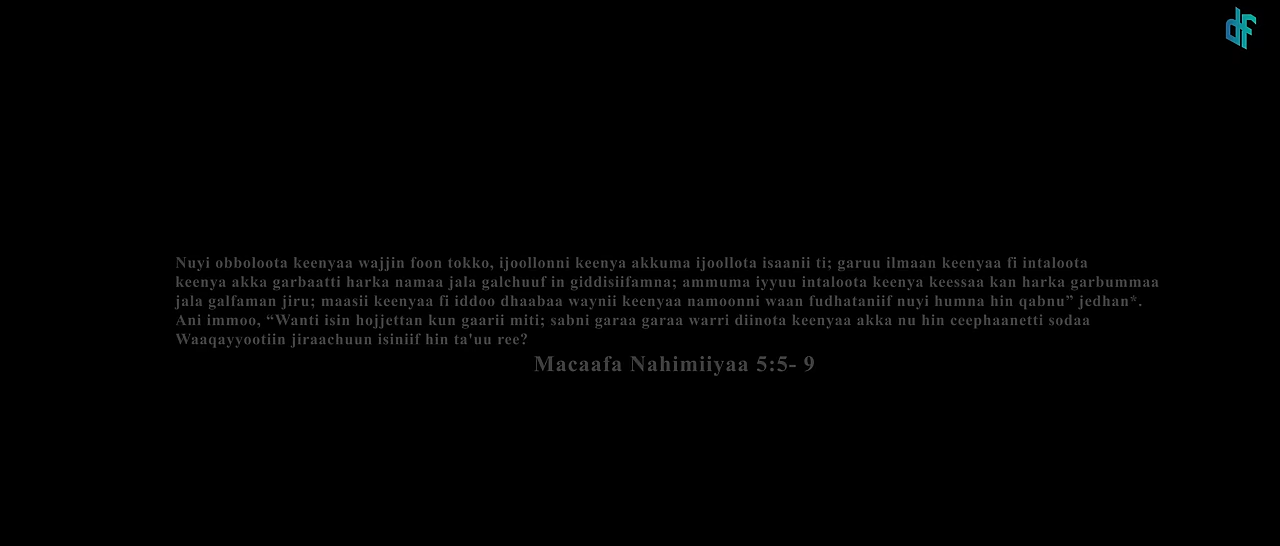 df
Nuyi obboloota keenyaa wajjin foon tokko, ijoollonni keenya akkuma ijoollota isaanii ti; garuu ilmaan keenyaa fi intaloota
keenya akka garbaatti harka namaa jala galchuuf in giddisiifamna; ammuma iyyuu intaloota keenya keessaa kan harka garbummaa
jala galfaman jiru; maasii keenyaa fi iddoo dhaabaa waynii keenyaa namoonni waan fudhataniif nuyi humna hin qabnu” jedhan*.
Ani immoo, “Wanti isin hojjettan kun gaarii miti; sabni garaa garaa warri diinota keenyaa akka nu hin ceephaanetti sodaa
Waaqayyootiin jiraachuun isiniif hin ta'uu ree?
Macaafa Nahimiiyaa 5:5- 9